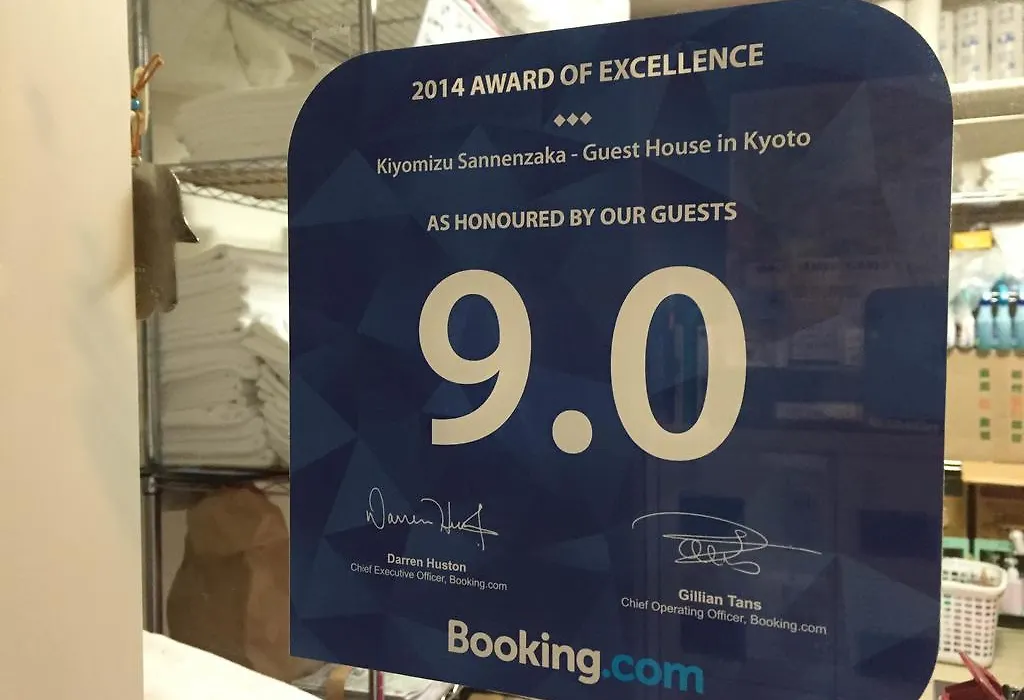 2014 AWARD OF EXCELLENCE
Kiyomizu Sannenzaka - Guest House in Kyoto
AS HONOURED BY OUR GUESTS
9.0
Darren Huston
Chief Executive Officer, Booking.com
Gillian Tans
Chief Operating Officer, Booking.com
Booking.com